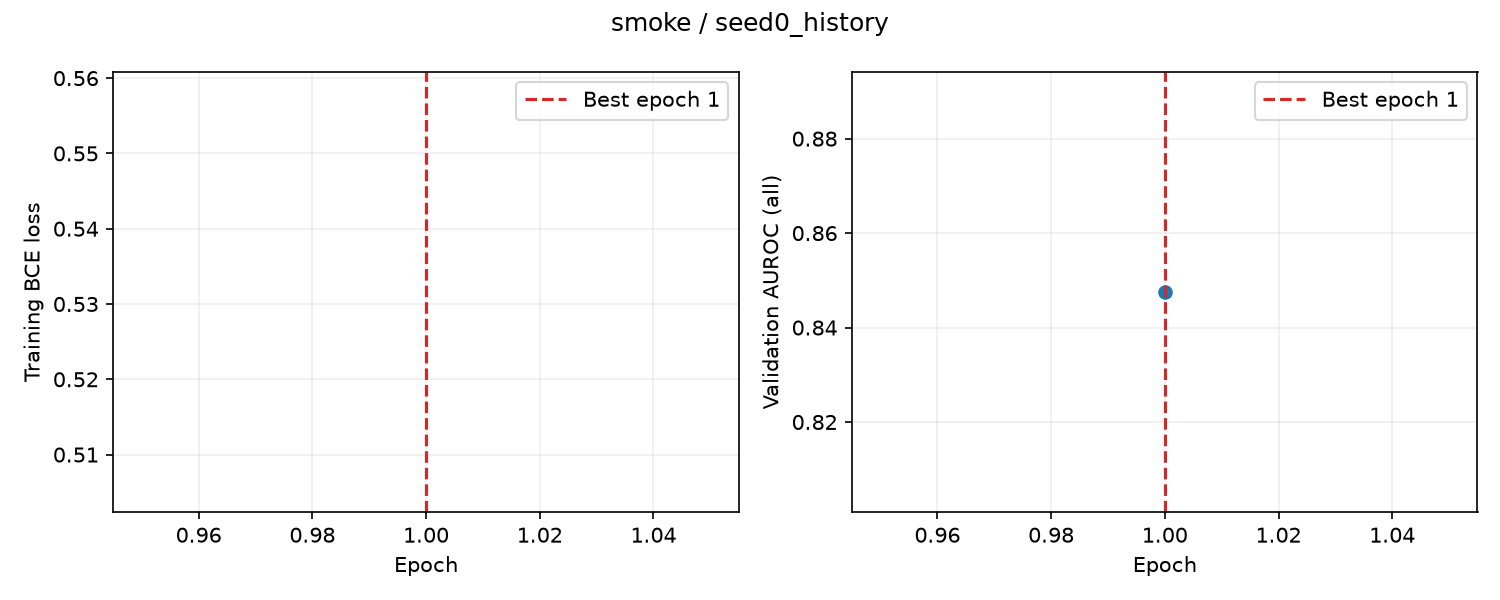 smoke / seed0_history
Training BCE loss
0.56
0.55
0.54
0.53
0.52
0.51
Best epoch 1
0.96
0.98
1.00
1.02
1.04
Epoch
Validation AUROC (all)
0.88
0.86
0.84
0.82
Best epoch 1
0.96
0.98
1.00
1.02
1.04
Epoch